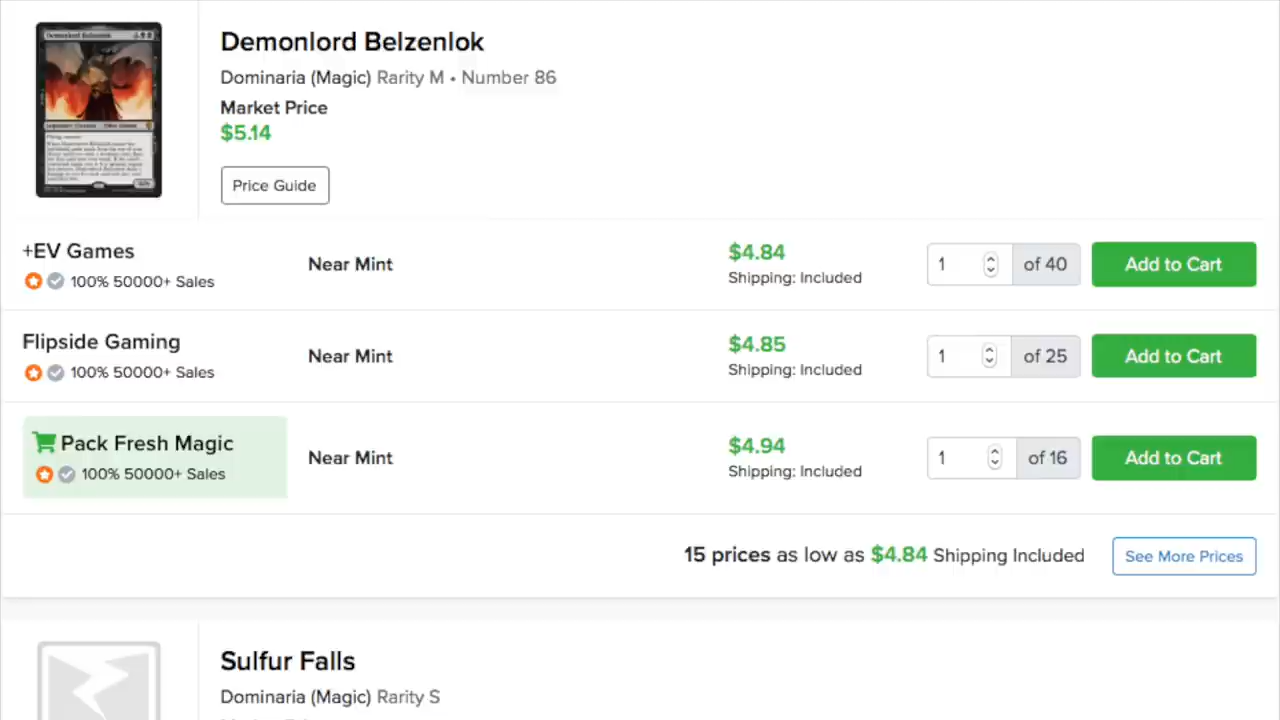 Demonlord Belzenlok
Demonlord Belzenlok
Dominaria (Magic) Rarity M • Number 86
Market Price
$5.14
Price Guide
+EV Games
100% 50000+ Sales
Near Mint
$4.84
Shipping: Included
1
of 40
Add to Cart
Flipside Gaming
100% 50000+ Sales
Near Mint
$4.85
Shipping: Included
1
of 25
Add to Cart
Pack Fresh Magic
100% 50000+ Sales
Near Mint
$4.94
Shipping: Included
1
of 16
Add to Cart
15 prices as low as $4.84 Shipping Included
See More Prices
Sulfur Falls
Dominaria (Magic) Rarity S